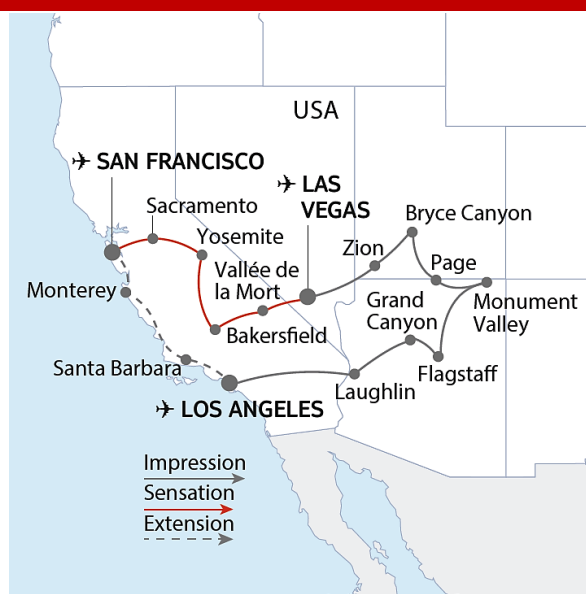 USA
SAN FRANCISCO
LAS
VEGAS
Sacramento
Bryce Canyon
Yosemite
Zion
Vallée de
la Mort
Page
Monterey
Grand
Canyon
Monument
Valley
Bakersfield
Santa Barbara
Flagstaff
Laughlin
LOS ANGELES
Impression
Sensation
Extension